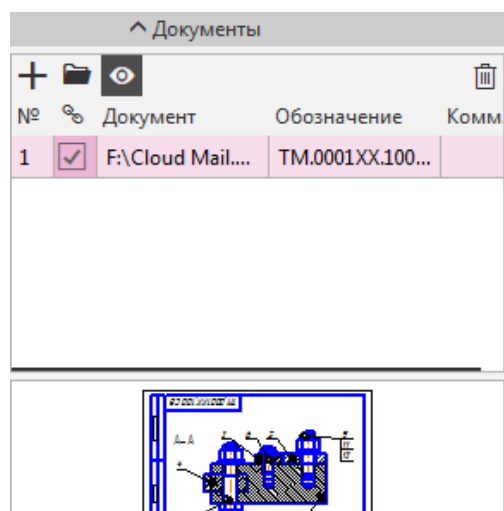 Документы
№ Документ Обозначение Комм
1 F:\Cloud Mail.... ТМ.0001ХХ.100...
А-А